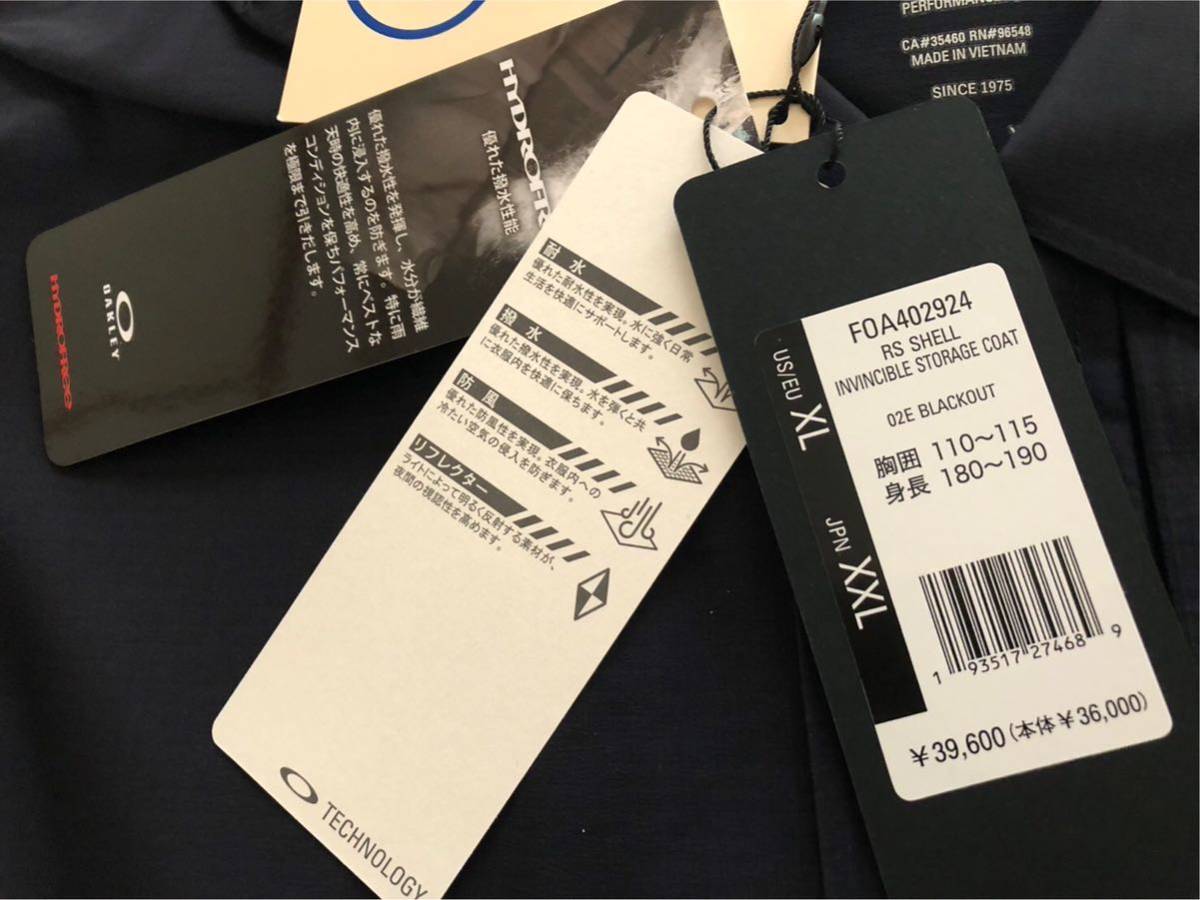 PERFORMANCE
CA#35460 RN#96548
MADE IN VIETNAM
SINCE 1975
優れた撥水性能
優れた撥水性を発揮し、水分が繊維
内に浸入するのを防ぎます。特に雨
天時の快適性を高め、常にベストな
コンディションを保ちパフォーマンス
を極限まで引きだします。
OAKLEY
HYDROFREE
耐 水
優れた耐水性を実現。水に強く日常
生活を快適にサポートします。
撥 水
優れた撥水性を実現。水を弾くと共
に衣服内を快適に保ちます。
防 風
優れた防風性を実現。衣服内への
冷たい空気の侵入を防ぎます。
リフレクター
ライトによって明るく反射する素材が、
夜間の視認性を高めます。
TECHNOLOGY
FOA402924
RS SHELL
INVINCIBLE STORAGE COAT
02E BLACKOUT
US/EU XL
JPN XXL
胸囲 110〜115
身長 180〜190
1 93517 27468 9
¥39,600(本体¥36,000)